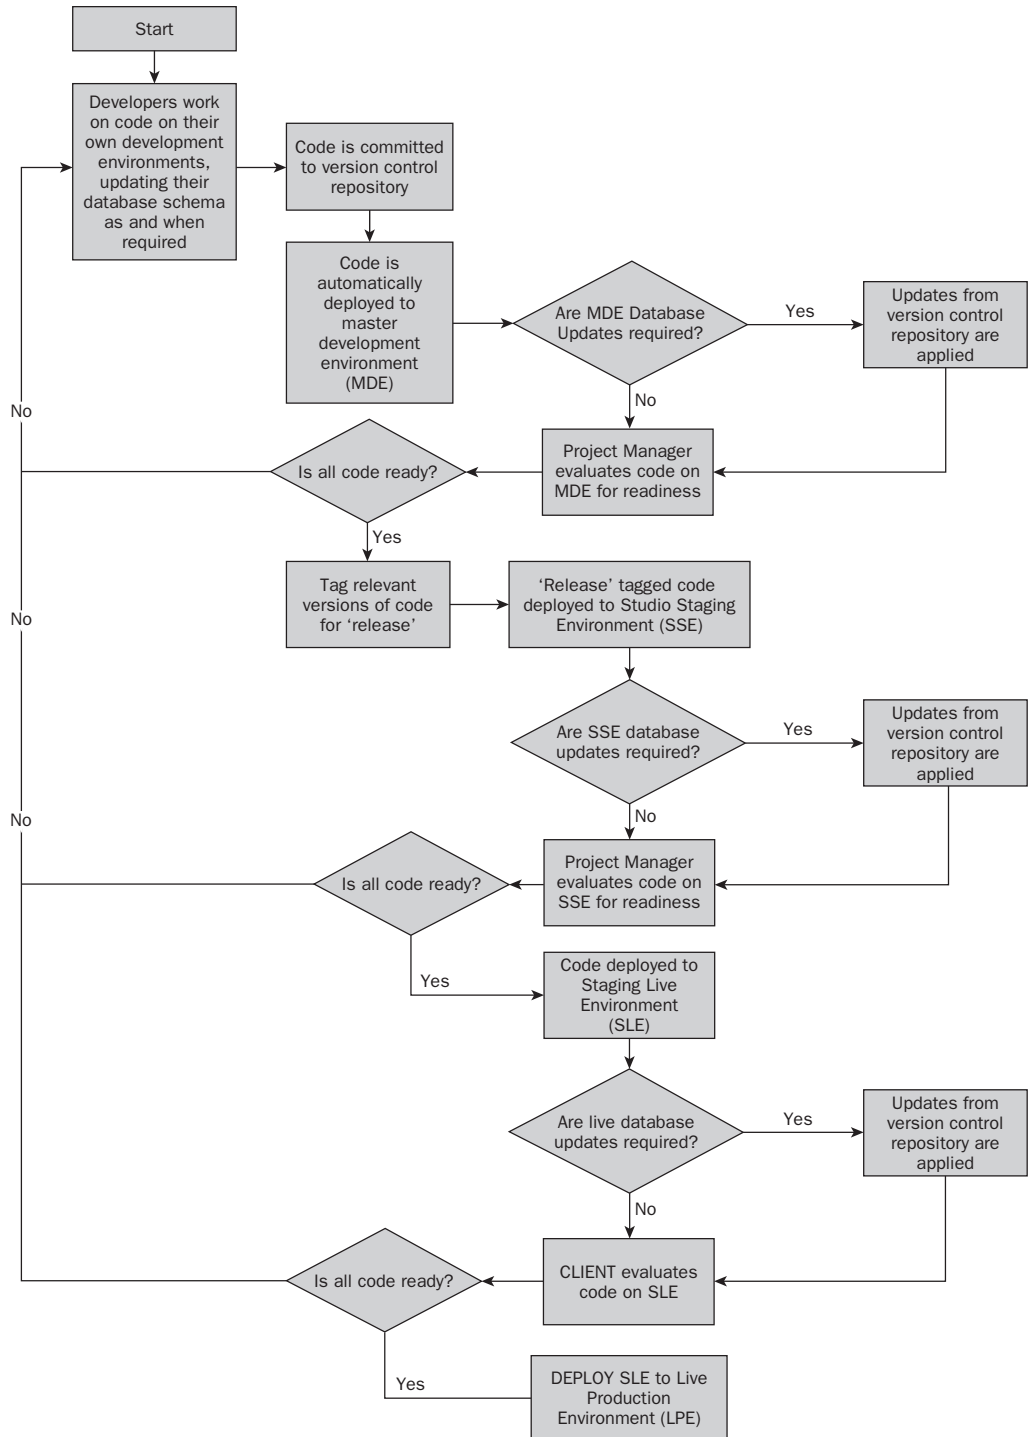 Start
Developers work
on code on their
own development
environments,
updating their
database schema
as and when
required
Code is committed
to version control
repository
Code is
automatically
deployed to
master
development
environment
(MDE)
Are MDE Database
Updates required?
Yes
Updates from
version control
repository are
applied
No
No
Project Manager
evaluates code on
MDE for readiness
Is all code ready?
Yes
Tag relevant
versions of code
for ‘release’
‘Release’ tagged code
deployed to Studio Staging
Environment (SSE)
No
Are SSE database
updates required?
Yes
Updates from
version control
repository are
applied
No
No
Project Manager
evaluates code on
SSE for readiness
Is all code ready?
Yes
Code deployed to
Staging Live
Environment
(SLE)
Are live database
updates required?
Yes
Updates from
version control
repository are
applied
No
CLIENT evaluates
code on SLE
Is all code ready?
Yes
DEPLOY SLE to Live
Production
Environment (LPE)